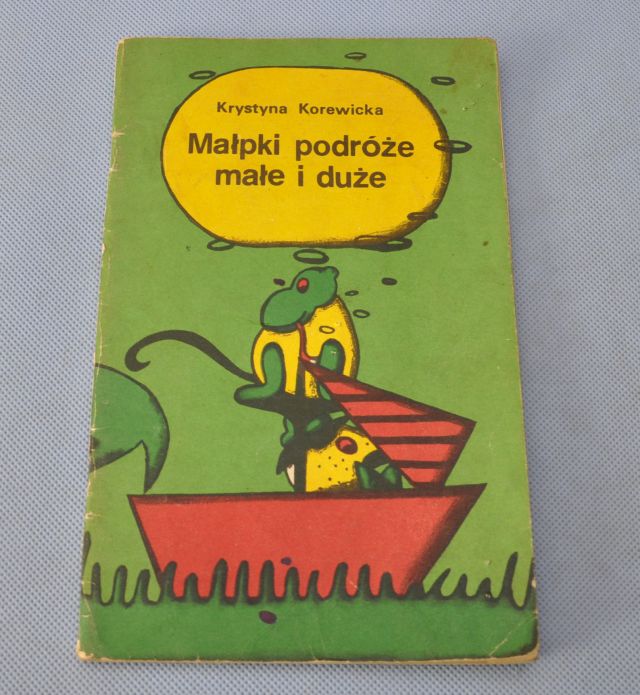 Krystyna Korewicka
Małpki podróże
małe i duże